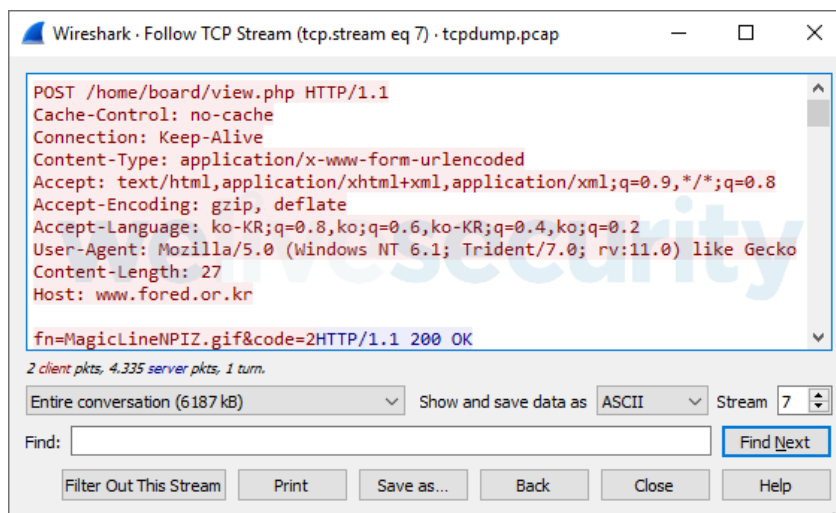 Wireshark · Follow TCP Stream (tcp.stream eq 7) · tcpdump.pcap
POST /home/board/view.php HTTP/1.1
Cache-Control: no-cache
Connection: Keep-Alive
Content-Type: application/x-www-form-urlencoded
Accept: text/html,application/xhtml+xml,application/xml;q=0.9,*/*;q=0.8
Accept-Encoding: gzip, deflate
Accept-Language: ko-KR;q=0.8,ko;q=0.6,ko-KR;q=0.4,ko;q=0.2
User-Agent: Mozilla/5.0 (Windows NT 6.1; Trident/7.0; rv:11.0) like Gecko
welivesecurity
Content-Length: 27
Host: www.fored.or.kr
fn=MagicLineNPIZ.gif&code=2HTTP/1.1 200 OK
2 client pkts, 4.335 server pkts, 1 turn.
Entire conversation (6187 kB) Show and save data as ASCII Stream 7
Find: Find Next
Filter Out This Stream Print Save as... Back Close Help